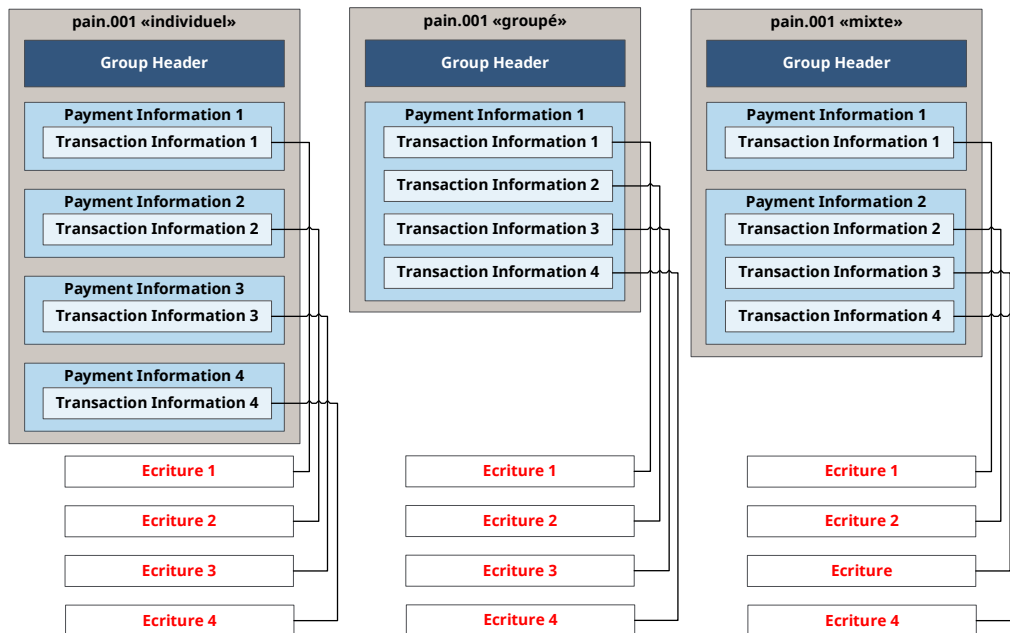 pain.001 «individuel»
Group Header
Payment Information 1
Transaction Information 1
Payment Information 2
Transaction Information 2
Payment Information 3
Transaction Information 3
Payment Information 4
Transaction Information 4
Ecriture 1
Ecriture 2
Ecriture 3
Ecriture 4
pain.001 «groupé»
Group Header
Payment Information 1
Transaction Information 1
Transaction Information 2
Transaction Information 3
Transaction Information 4
Ecriture 1
Ecriture 2
Ecriture 3
Ecriture 4
pain.001 «mixte»
Group Header
Payment Information 1
Transaction Information 1
Payment Information 2
Transaction Information 2
Transaction Information 3
Transaction Information 4
Ecriture 1
Ecriture 2
Ecriture
Ecriture 4